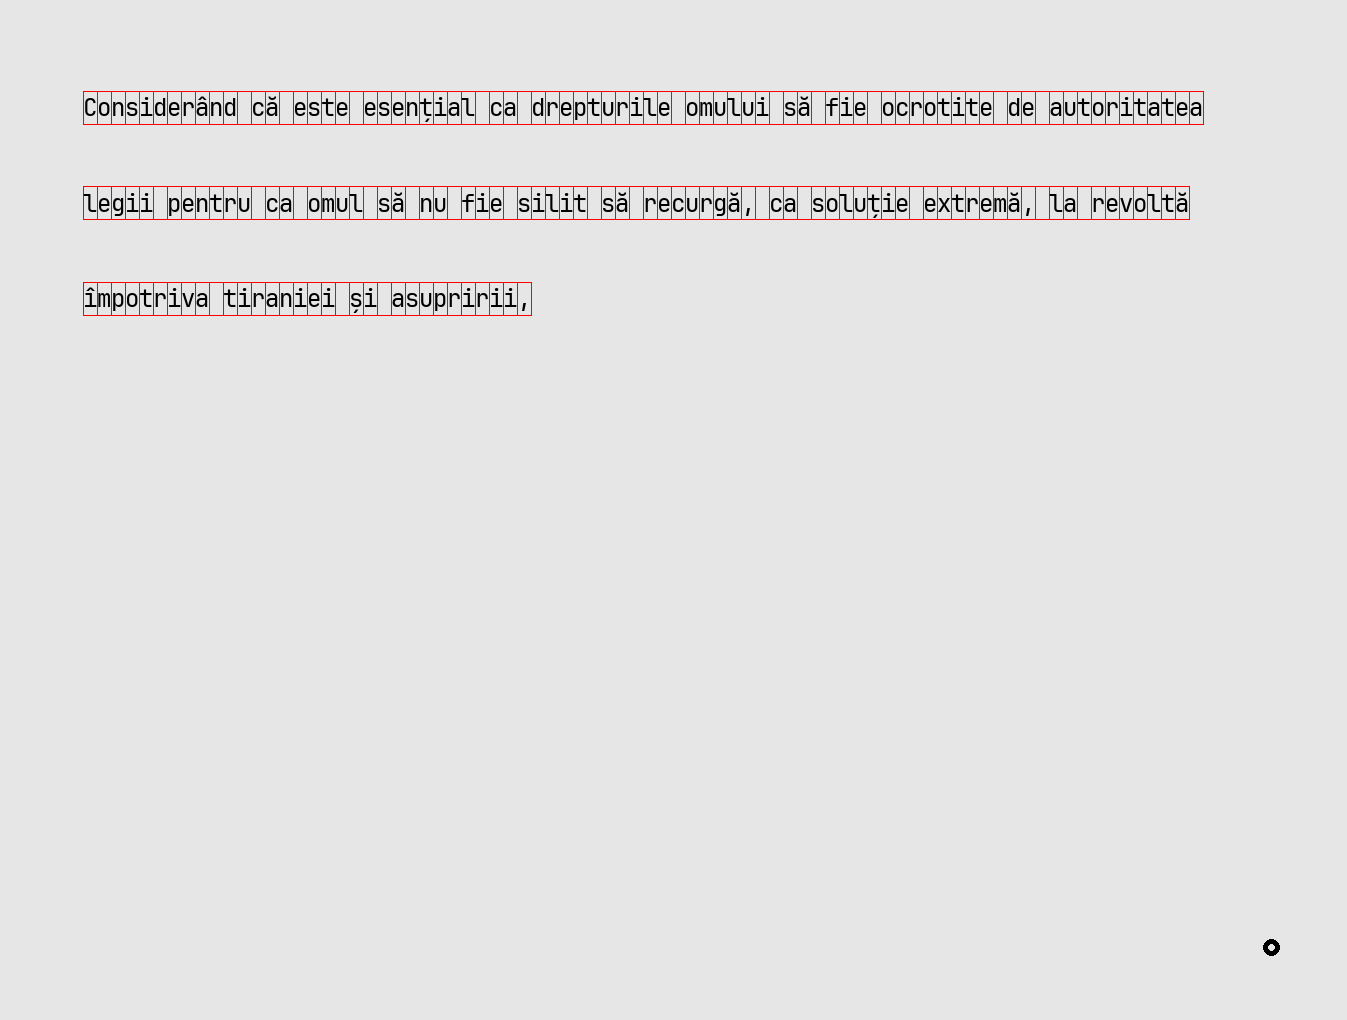 Considerând că este esențial ca drepturile omului să fie ocrotite de autoritatea
legii pentru ca omul să nu fie silit să recurgă, ca soluție extremă, la revoltă
împotriva tiraniei și asupririi,